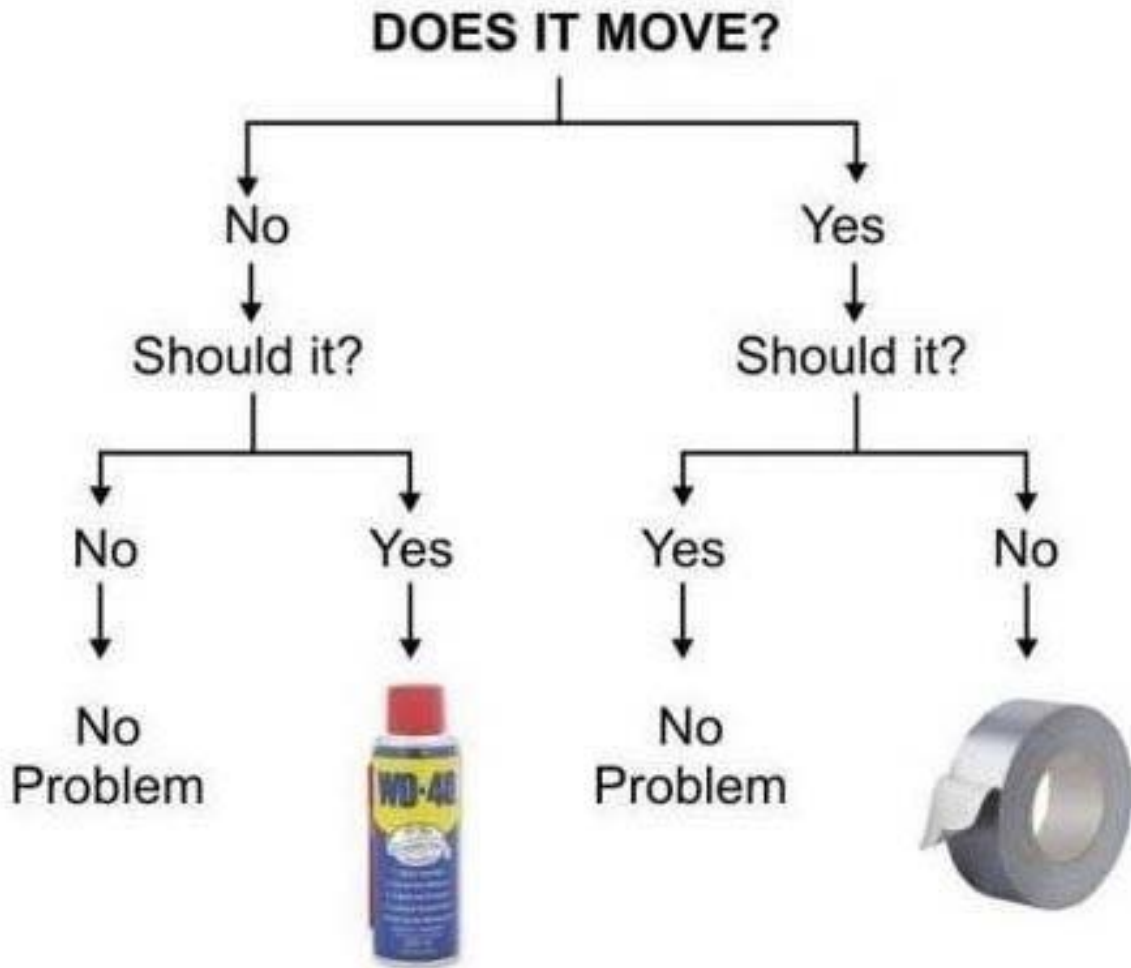 DOES IT MOVE?
No
Yes
Should it?
Should it?
No
Yes
Yes
No
No
Problem
WD-40
No
Problem